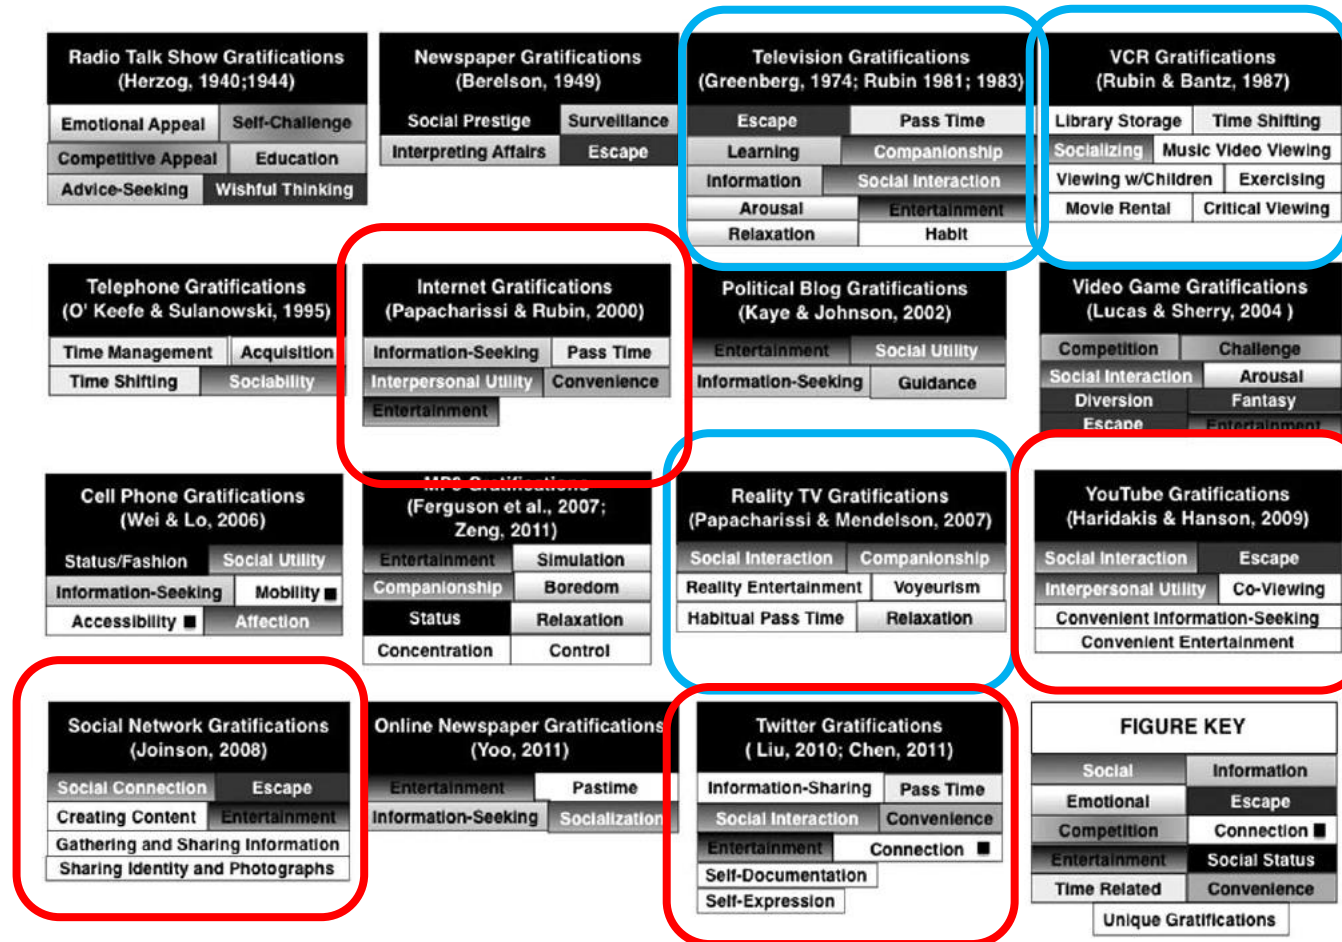 Radio Talk Show Gratifications
(Herzog, 1940;1944)
Emotional Appeal Self-Challenge
Competitive Appeal Education
Advice-Seeking Wishful Thinking
Newspaper Gratifications
(Berelson, 1949)
Social Prestige Surveillance
Interpreting Affairs Escape
Television Gratifications
(Greenberg, 1974; Rubin 1981; 1983)
Escape Pass Time
Learning Companionship
Information Social Interaction
Arousal Entertainment
Relaxation Habit
VCR Gratifications
(Rubin & Bantz, 1987)
Library Storage Time Shifting
Socializing Music Video Viewing
Viewing w/Children Exercising
Movie Rental Critical Viewing
Telephone Gratifications
(O' Keefe & Sulanowski, 1995)
Time Management Acquisition
Time Shifting Sociability
Internet Gratifications
(Papacharissi & Rubin, 2000)
Information-Seeking Pass Time
Interpersonal Utility Convenience
Entertainment
Political Blog Gratifications
(Kaye & Johnson, 2002)
Entertainment Social Utility
Information-Seeking Guidance
Video Game Gratifications
(Lucas & Sherry, 2004 )
Competition Challenge
Social Interaction Arousal
Diversion Fantasy
Escape Entertainment
Cell Phone Gratifications
(Wei & Lo, 2006)
Status/Fashion Social Utility
Information-Seeking Mobility
Accessibility Affection
MP3 Gratifications
(Ferguson et al., 2007;
Zeng, 2011)
Entertainment Simulation
Companionship Boredom
Status Relaxation
Concentration Control
Reality TV Gratifications
(Papacharissi & Mendelson, 2007)
Social Interaction Companionship
Reality Entertainment Voyeurism
Habitual Pass Time Relaxation
YouTube Gratifications
(Haridakis & Hanson, 2009)
Social Interaction Escape
Interpersonal Utility Co-Viewing
Convenient Information-Seeking
Convenient Entertainment
Social Network Gratifications
(Joinson, 2008)
Social Connection Escape
Creating Content Entertainment
Gathering and Sharing Information
Sharing Identity and Photographs
Online Newspaper Gratifications
(Yoo, 2011)
Entertainment Pastime
Information-Seeking Socialization
Twitter Gratifications
( Liu, 2010; Chen, 2011)
Information-Sharing Pass Time
Social Interaction Convenience
Entertainment Connection
Self-Documentation
Self-Expression
FIGURE KEY
Social Information
Emotional Escape
Competition Connection
Entertainment Social Status
Time Related Convenience
Unique Gratifications